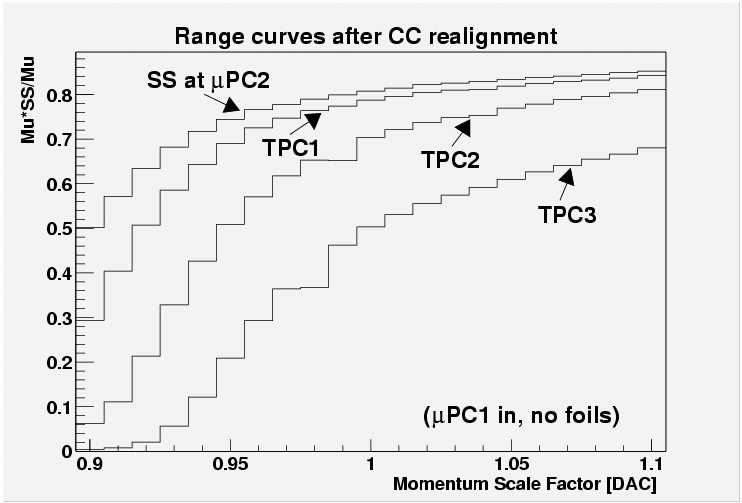 Range curves after CC realignment
Mu*SS/Mu
SS at μPC2
TPC1
TPC2
TPC3
(μPC1 in, no foils)
0.8
0.7
0.6
0.5
0.4
0.3
0.2
0.1
0
0.9
0.95
1
1.05
1.1
Momentum Scale Factor [DAC]